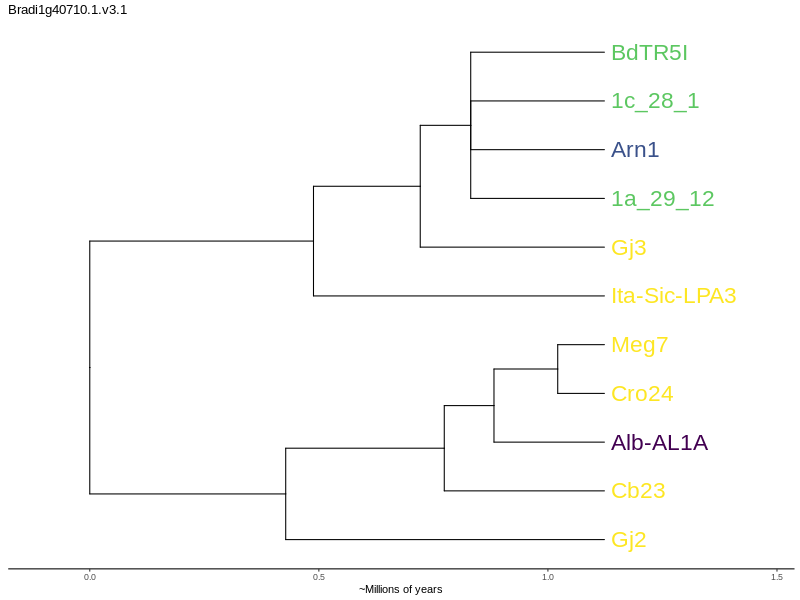 Bradi1g40710.1.v3.1
BdTR5I
1c_28_1
Arn1
1a_29_12
Gj3
Ita-Sic-LPA3
Meg7
Cro24
Alb-AL1A
Cb23
Gj2
0.0 0.5 1.0 1.5
~Millions of years